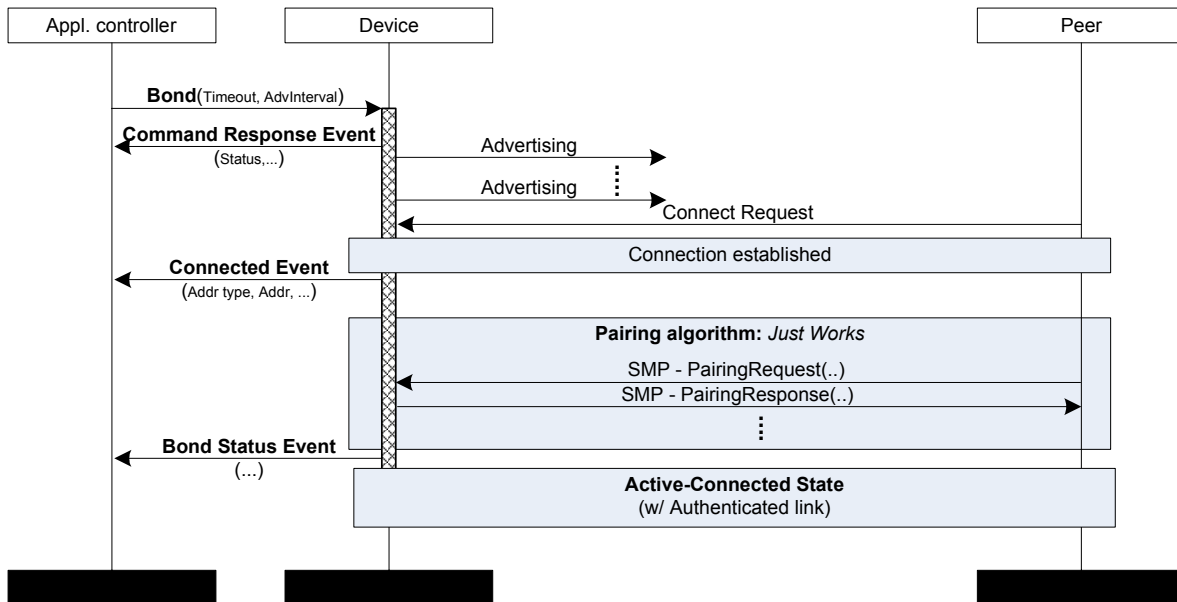 Appl. controller
Device
Peer
Bond(Timeout, AdvInterval)
Command Response Event
(Status,...)
Advertising
Advertising
Connect Request
Connection established
Connected Event
(Addr type, Addr, ...)
Pairing algorithm: Just Works
SMP - PairingRequest(..)
SMP - PairingResponse(..)
Bond Status Event
(...)
Active-Connected State
(w/ Authenticated link)